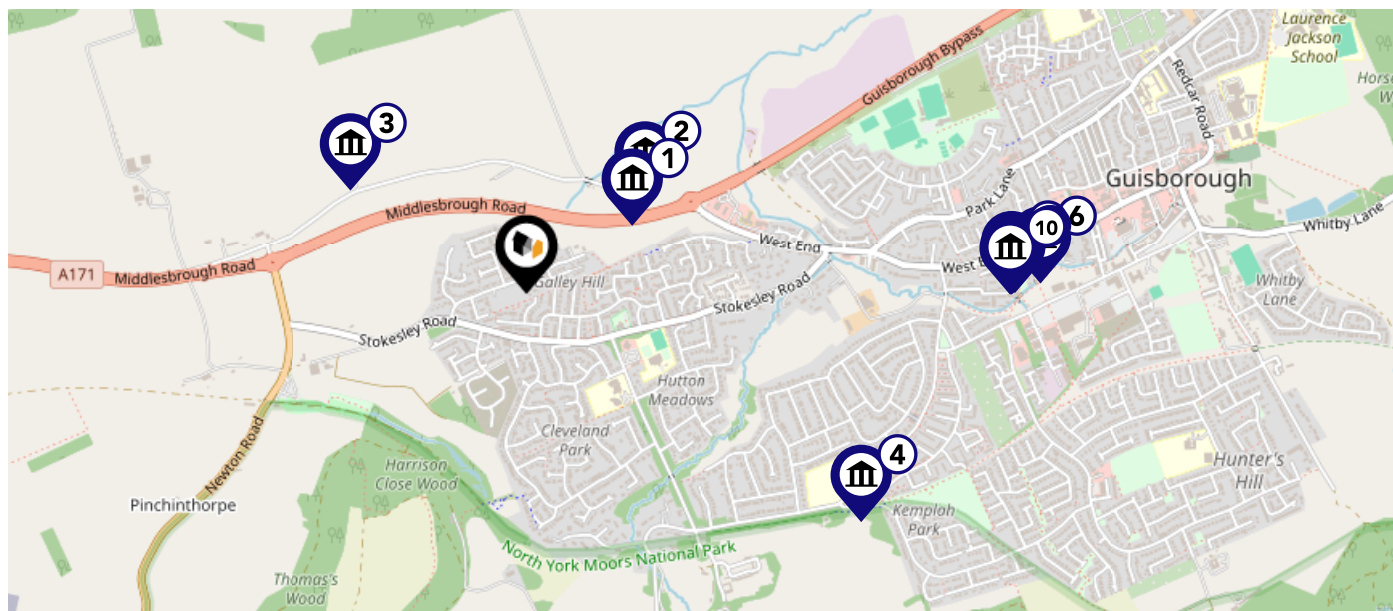 Laurence
Jackson
School
Guisborough Bypass
Redcar Road
3
2
1
Guisborough
Park Lane
Middlesbrough Road
6
10
Whitby Lane
West End
A171
Middlesbrough Road
Galley Hill
Stokesley Road
Whitby
Lane
Stokesley Road
Hutton
Meadows
Cleveland
Park
Newton Road
Harrison
Close Wood
4
Hunter's
Hill
Pinchinthorpe
Kemplah
Park
North York Moors National Park
Thomas's
Wood